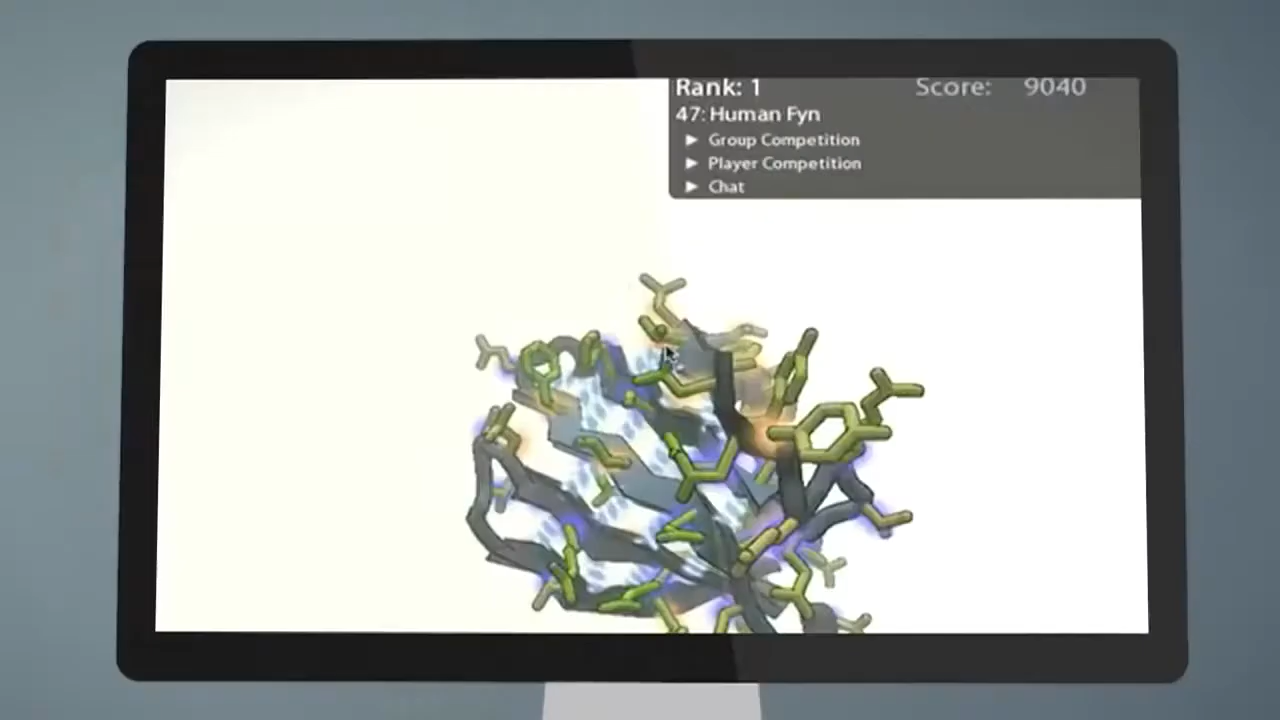 Rank: 1 Score: 9040
47: Human Fyn
Group Competition
Player Competition
Chat